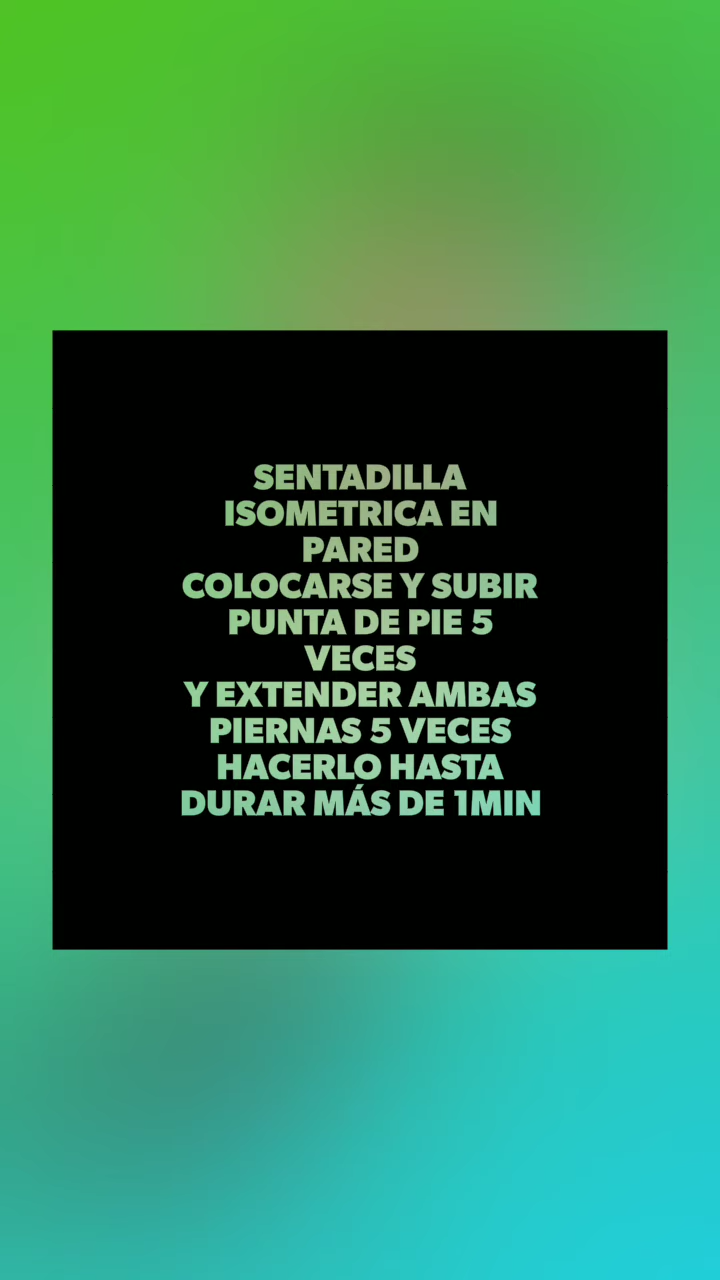 SENTADILLA
ISOMETRICA EN
PARED
COLOCARSE Y SUBIR
PUNTA DE PIE 5
VECES
Y EXTENDER AMBAS
PIERNAS 5 VECES
HACERLO HASTA
DURAR MÁS DE 1MIN